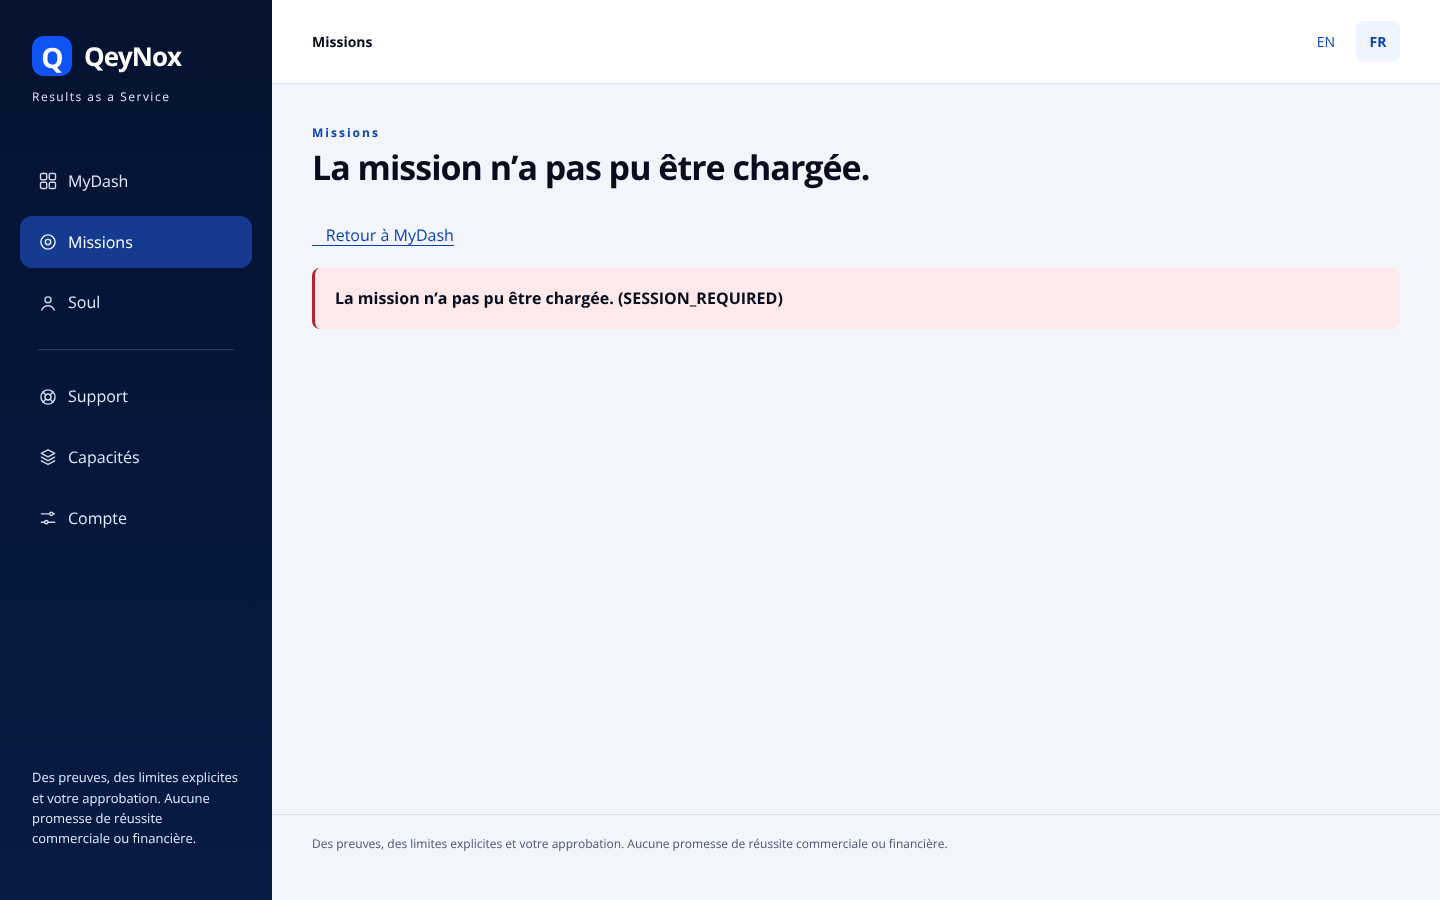 Q QeyNox
Results as a Service
MyDash
Missions
Soul
Support
Capacités
Compte
Des preuves, des limites explicites
et votre approbation. Aucune
promesse de réussite
commerciale ou financière.
Missions
EN FR
Missions
La mission n’a pas pu être chargée.
Retour à MyDash
La mission n’a pas pu être chargée. (SESSION_REQUIRED)
Des preuves, des limites explicites et votre approbation. Aucune promesse de réussite commerciale ou financière.